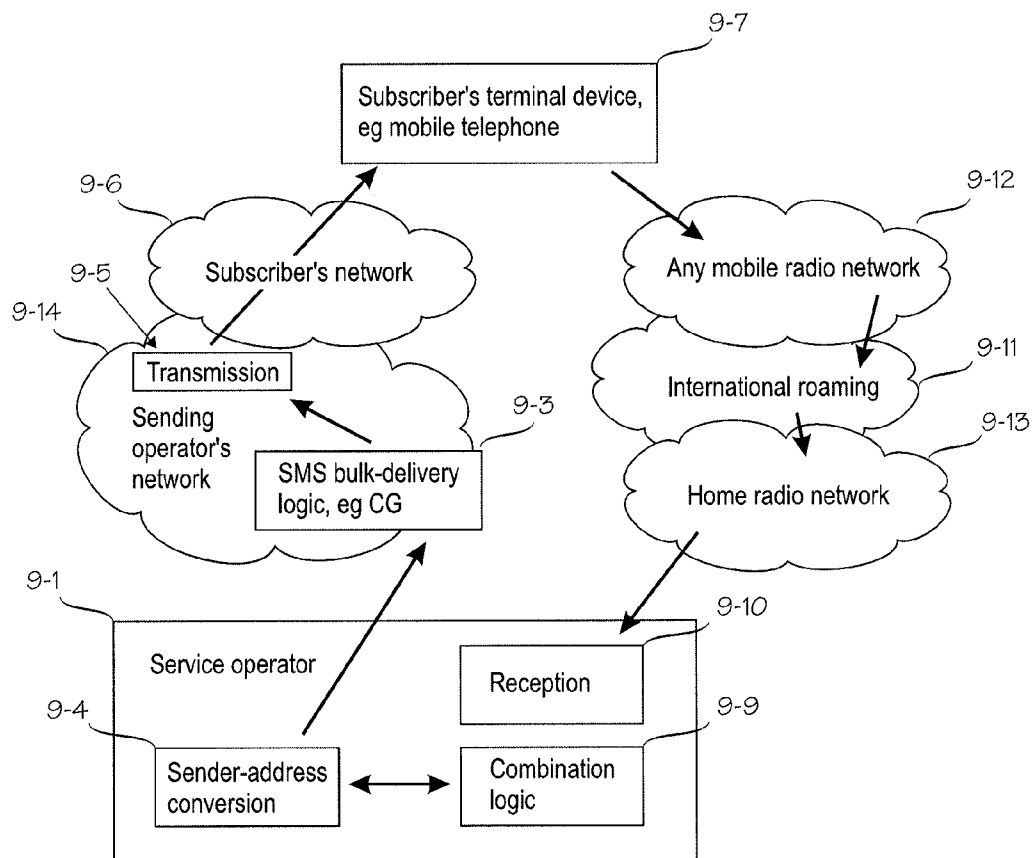 9-7
Subscriber's terminal device,
eg mobile telephone
9-6
9-12
Subscriber's network
Any mobile radio network
9-5
9-14
Transmission
9-11
International roaming
Sending
operator's
network
9-3
9-13
SMS bulk-delivery
logic, eg CG
Home radio network
9-1
9-10
Service operator
Reception
9-4
9-9
Sender-address
conversion
Combination
logic